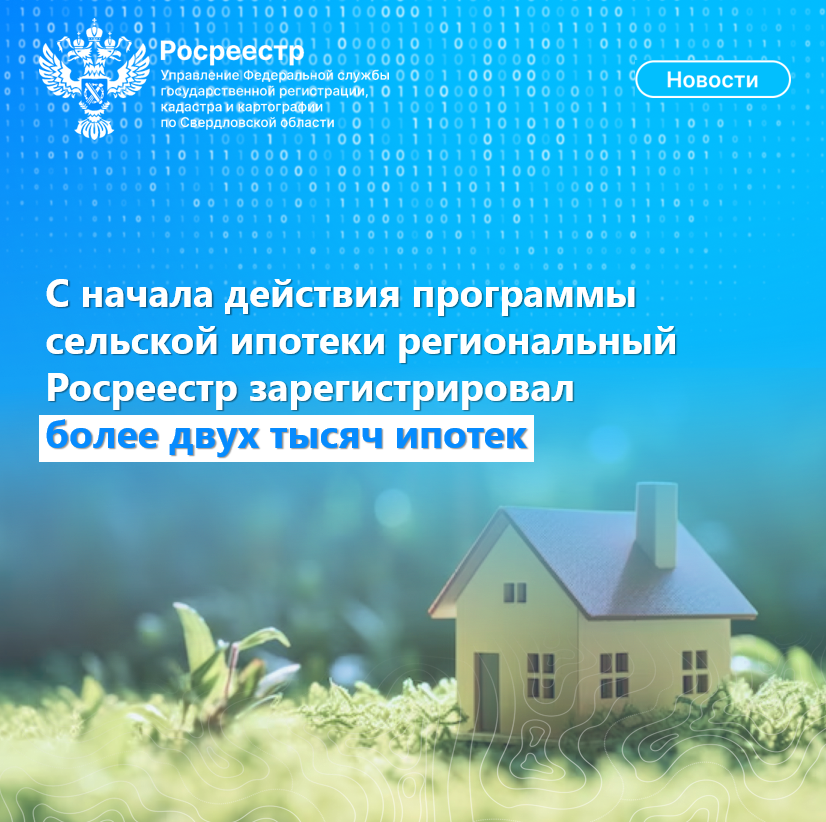 Росреестр
Управление Федеральной службы
государственной регистрации,
кадастра и картографии
по Свердловской области
Новости
С начала действия программы
сельской ипотеки региональный
Росреестр зарегистрировал
более двух тысяч ипотек